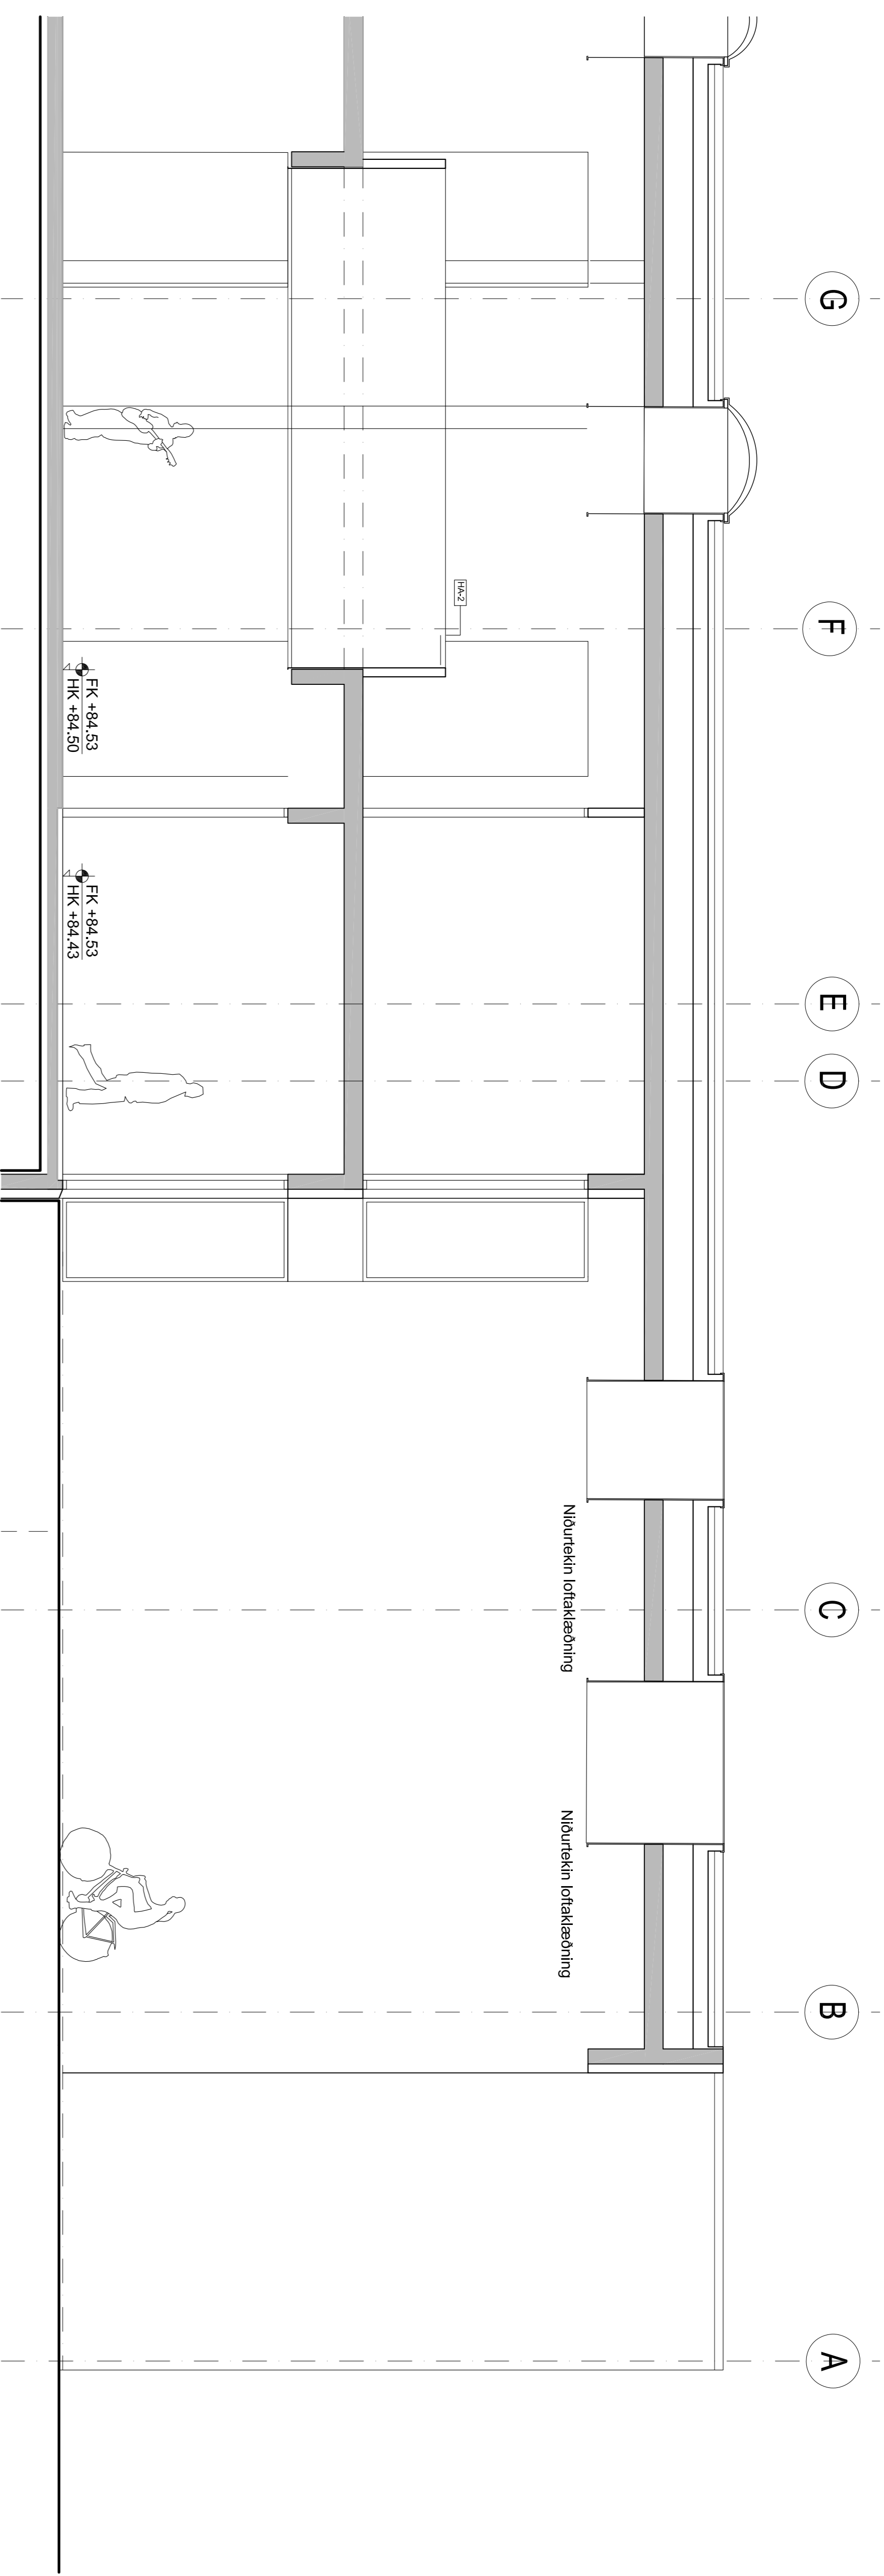 G
F
E
D
C
B
A
HA-2
FK +84.53
HK +84.50
FK +84.53
HK +84.43
Niðurtekin loftaklæðning
Niðurtekin loftaklæðning